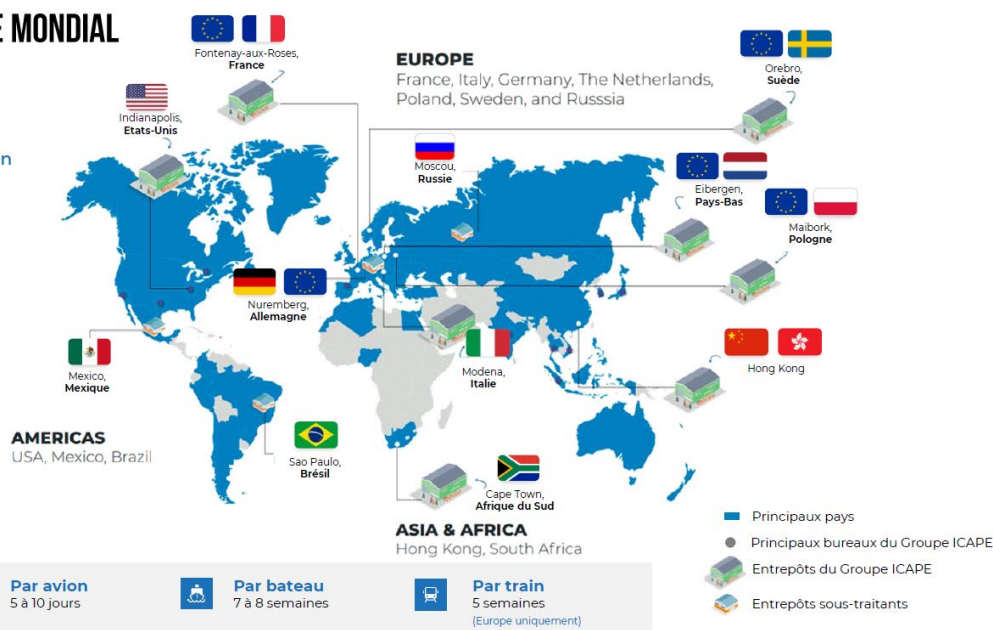 E MONDIAL
Fontenay-aux-Roses,
France
EUROPE
France, Italy, Germany, The Netherlands,
Poland, Sweden, and Russsia
Orebro,
Suède
Indianapolis,
Etats-Unis
n
Moscou,
Russie
Eibergen,
Pays-Bas
Maibork,
Pologne
Nuremberg,
Allemagne
Mexico,
Mexique
Modena,
Italie
Hong Kong
AMERICAS
USA, Mexico, Brazil
Sao Paulo,
Brésil
Cape Town,
Afrique du Sud
ASIA & AFRICA
Hong Kong, South Africa
Principaux pays
Principaux bureaux du Groupe ICAPE
Entrepôts du Groupe ICAPE
Entrepôts sous-traitants
Par avion
5 à 10 jours
Par bateau
7 à 8 semaines
Par train
5 semaines
(Europe uniquement)